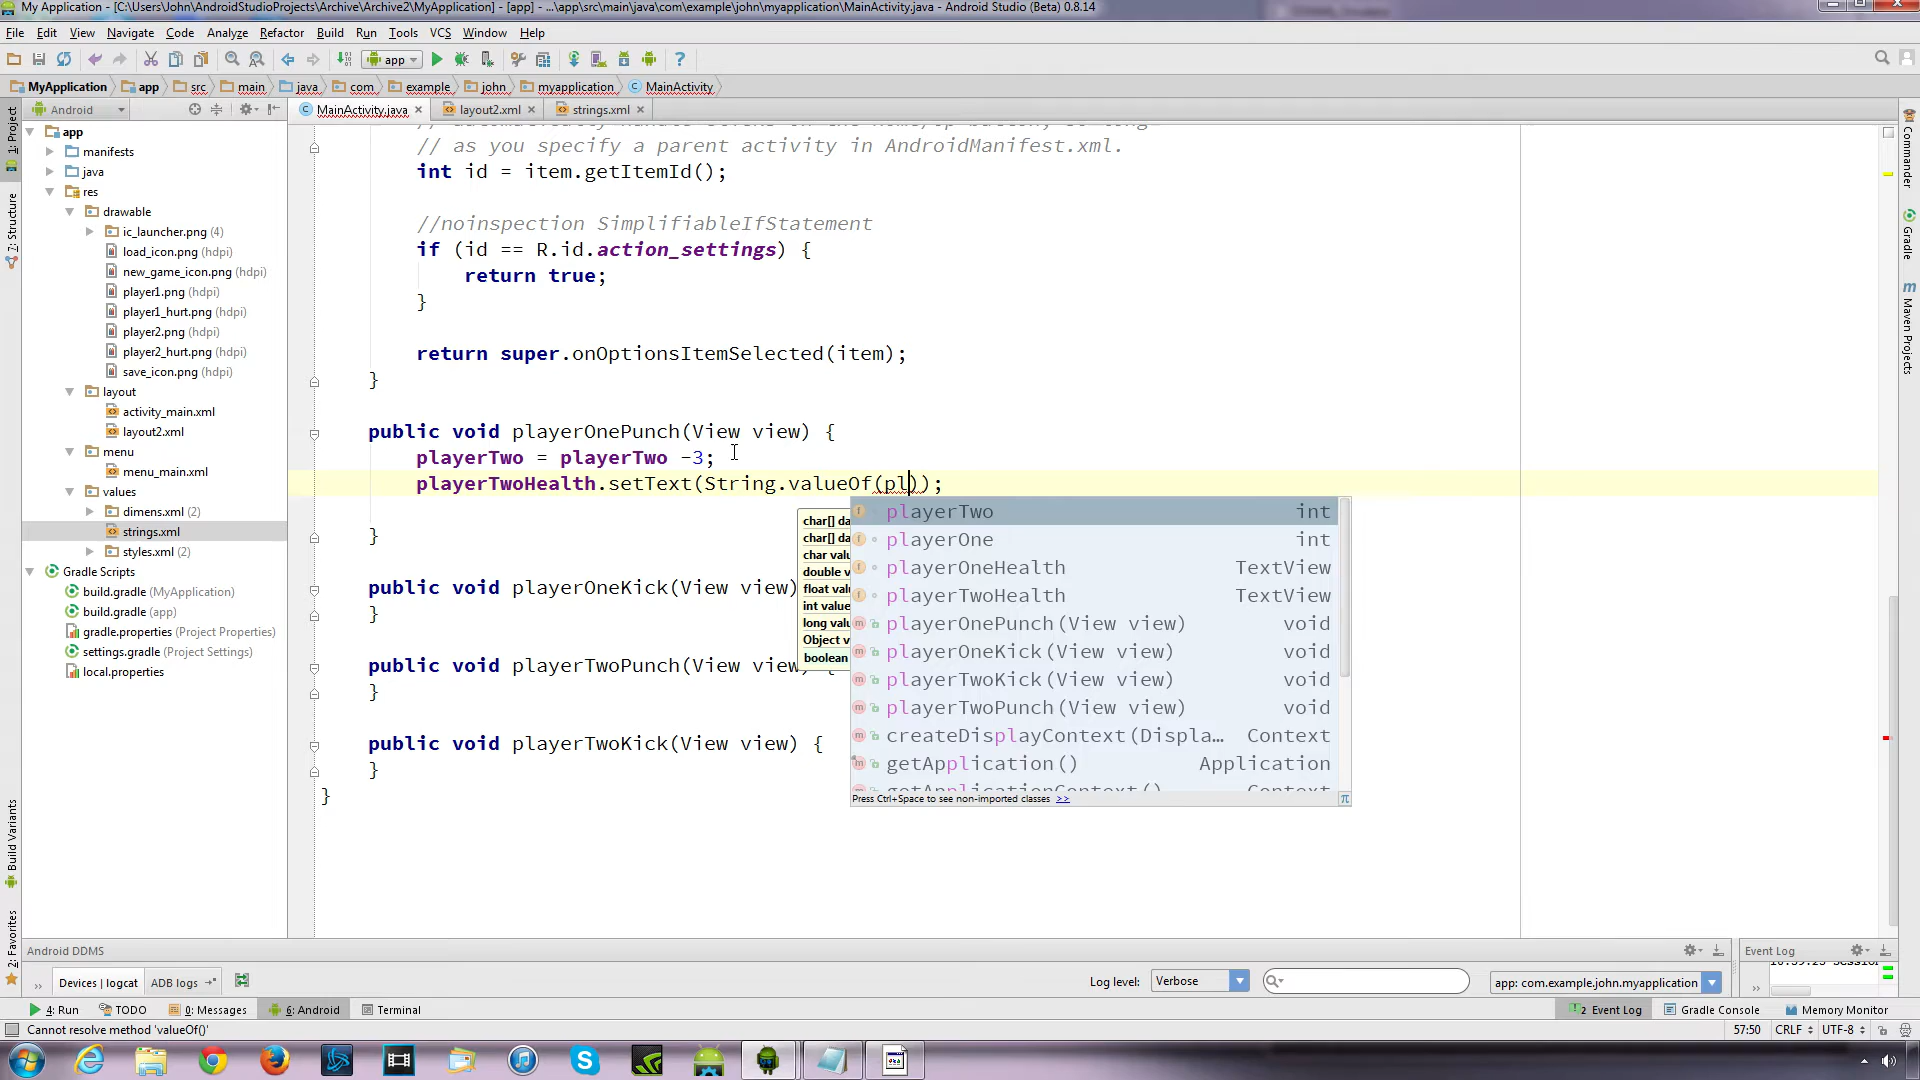 My Application - [C:\Users\John\AndroidStudioProjects\Archive\Archive2\MyApplication] - [app] - ...\app\src\main\java\com\example\john\myapplication\MainActivity.java - Android Studio (Beta) 0.8.14
File Edit View Navigate Code Analyze Refactor Build Run Tools VCS Window Help
app
MyApplication app src main java com example john myapplication MainActivity
Android
MainActivity.java layout2.xml strings.xml
1: Project
7: Structure
Build Variants
2: Favorites
Commander
Gradle
Maven Projects
app
manifests
java
res
drawable
ic_launcher.png (4)
load_icon.png (hdpi)
new_game_icon.png (hdpi)
player1.png (hdpi)
player1_hurt.png (hdpi)
player2.png (hdpi)
player2_hurt.png (hdpi)
save_icon.png (hdpi)
layout
activity_main.xml
layout2.xml
menu
menu_main.xml
values
dimens.xml (2)
strings.xml
styles.xml (2)
Gradle Scripts
build.gradle (MyApplication)
build.gradle (app)
gradle.properties (Project Properties)
settings.gradle (Project Settings)
local.properties
// as you specify a parent activity in AndroidManifest.xml.
int id = item.getItemId();
//noinspection SimplifiableIfStatement
if (id == R.id.action_settings) {
return true;
}
return super.onOptionsItemSelected(item);
}
public void playerOnePunch(View view) {
playerTwo = playerTwo -3;
playerTwoHealth.setText(String.valueOf(pl));
}
public void playerOneKick(View view)
}
public void playerTwoPunch(View view) {
}
public void playerTwoKick(View view) {
}
}
char[] da
char[] da
char valu
double v
float valu
int value
long valu
Object v
boolean
playerTwo int
playerOne int
playerOneHealth TextView
playerTwoHealth TextView
playerOnePunch(View view) void
playerOneKick(View view) void
playerTwoKick(View view) void
playerTwoPunch(View view) void
createDisplayContext(Displa... Context
getApplication() Application
getApplicationContext() Context
Press Ctrl+Space to see non-imported classes >> π
Android DDMS Event Log
Devices | logcat ADB logs Log level: Verbose app: com.example.john.myapplication
4: Run TODO 0: Messages 6: Android Terminal 2 Event Log Gradle Console Memory Monitor
Cannot resolve method 'valueOf()' 57:50 CRLF UTF-8